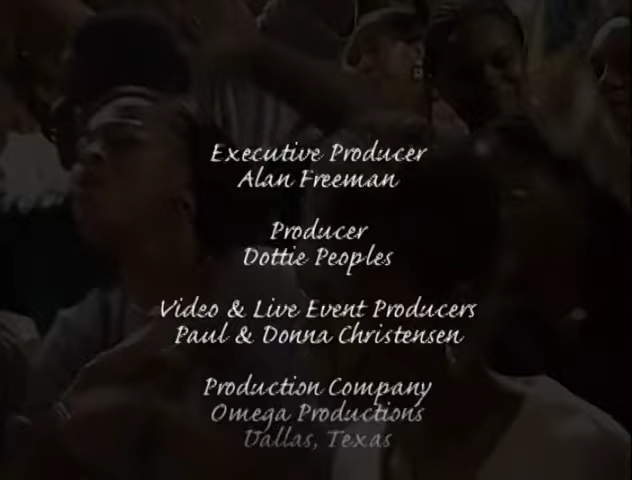 Executive Producer
Alan Freeman
Producer
Dottie Peoples
Video & Live Event Producers
Paul & Donna Christensen
Production Company
Omega Productions
Dallas, Texas